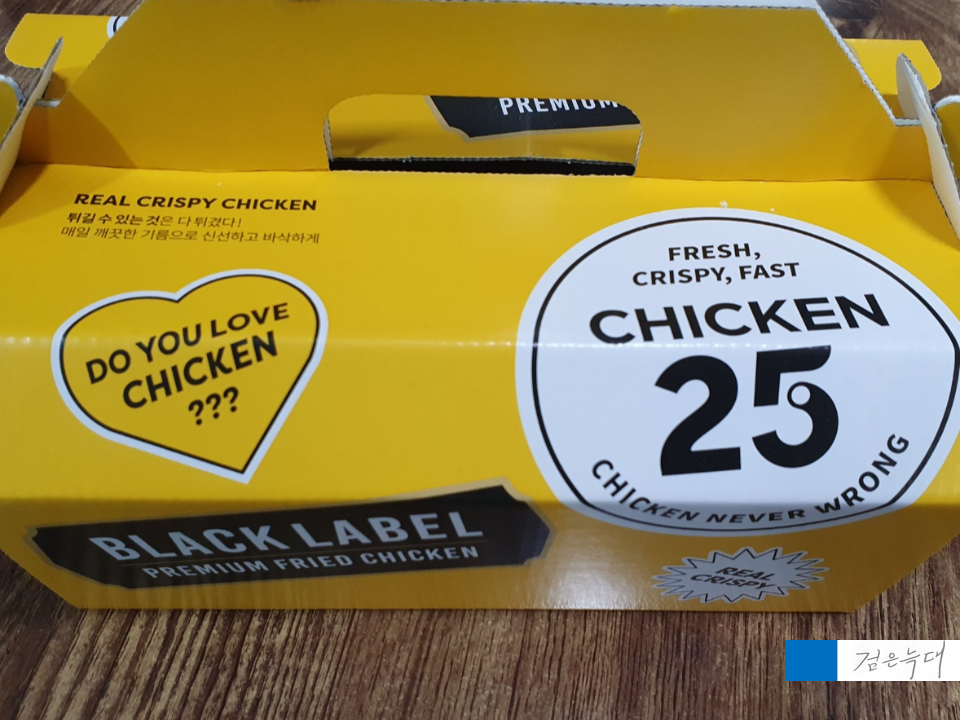 PREMIUM
REAL CRISPY CHICKEN
튀길 수 있는 것은 다 튀겼다!
매일 깨끗한 기름으로 신선하고 바삭하게
DO YOU LOVE
CHICKEN
???
FRESH,
CRISPY, FAST
CHICKEN
25
CHICKEN NEVER WRONG
BLACK LABEL
PREMIUM FRIED CHICKEN
REAL
CRISPY
검은늑대